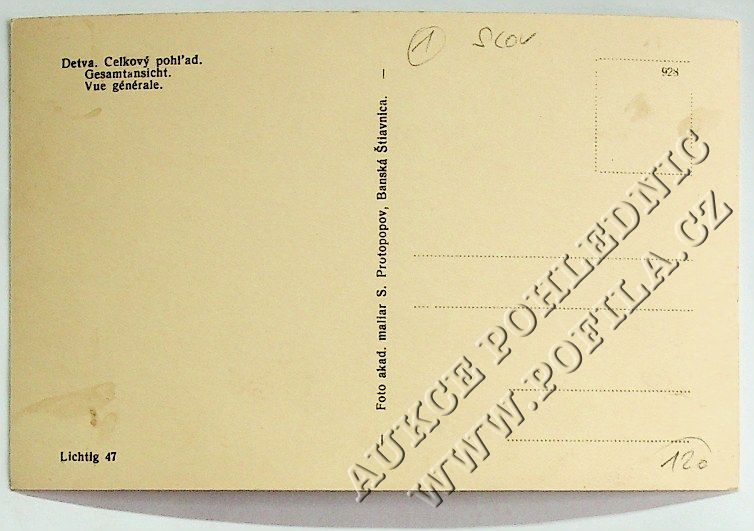 Detva. Celkový pohľad.
Gesamtansicht.
Vue générale.
1 SLOV
928
— Foto akad. maliar S. Protopopov, Banská Štiavnica. —
Lichtig 47
120
AUKCE POHLEDNIC
WWW.POFILA.CZ